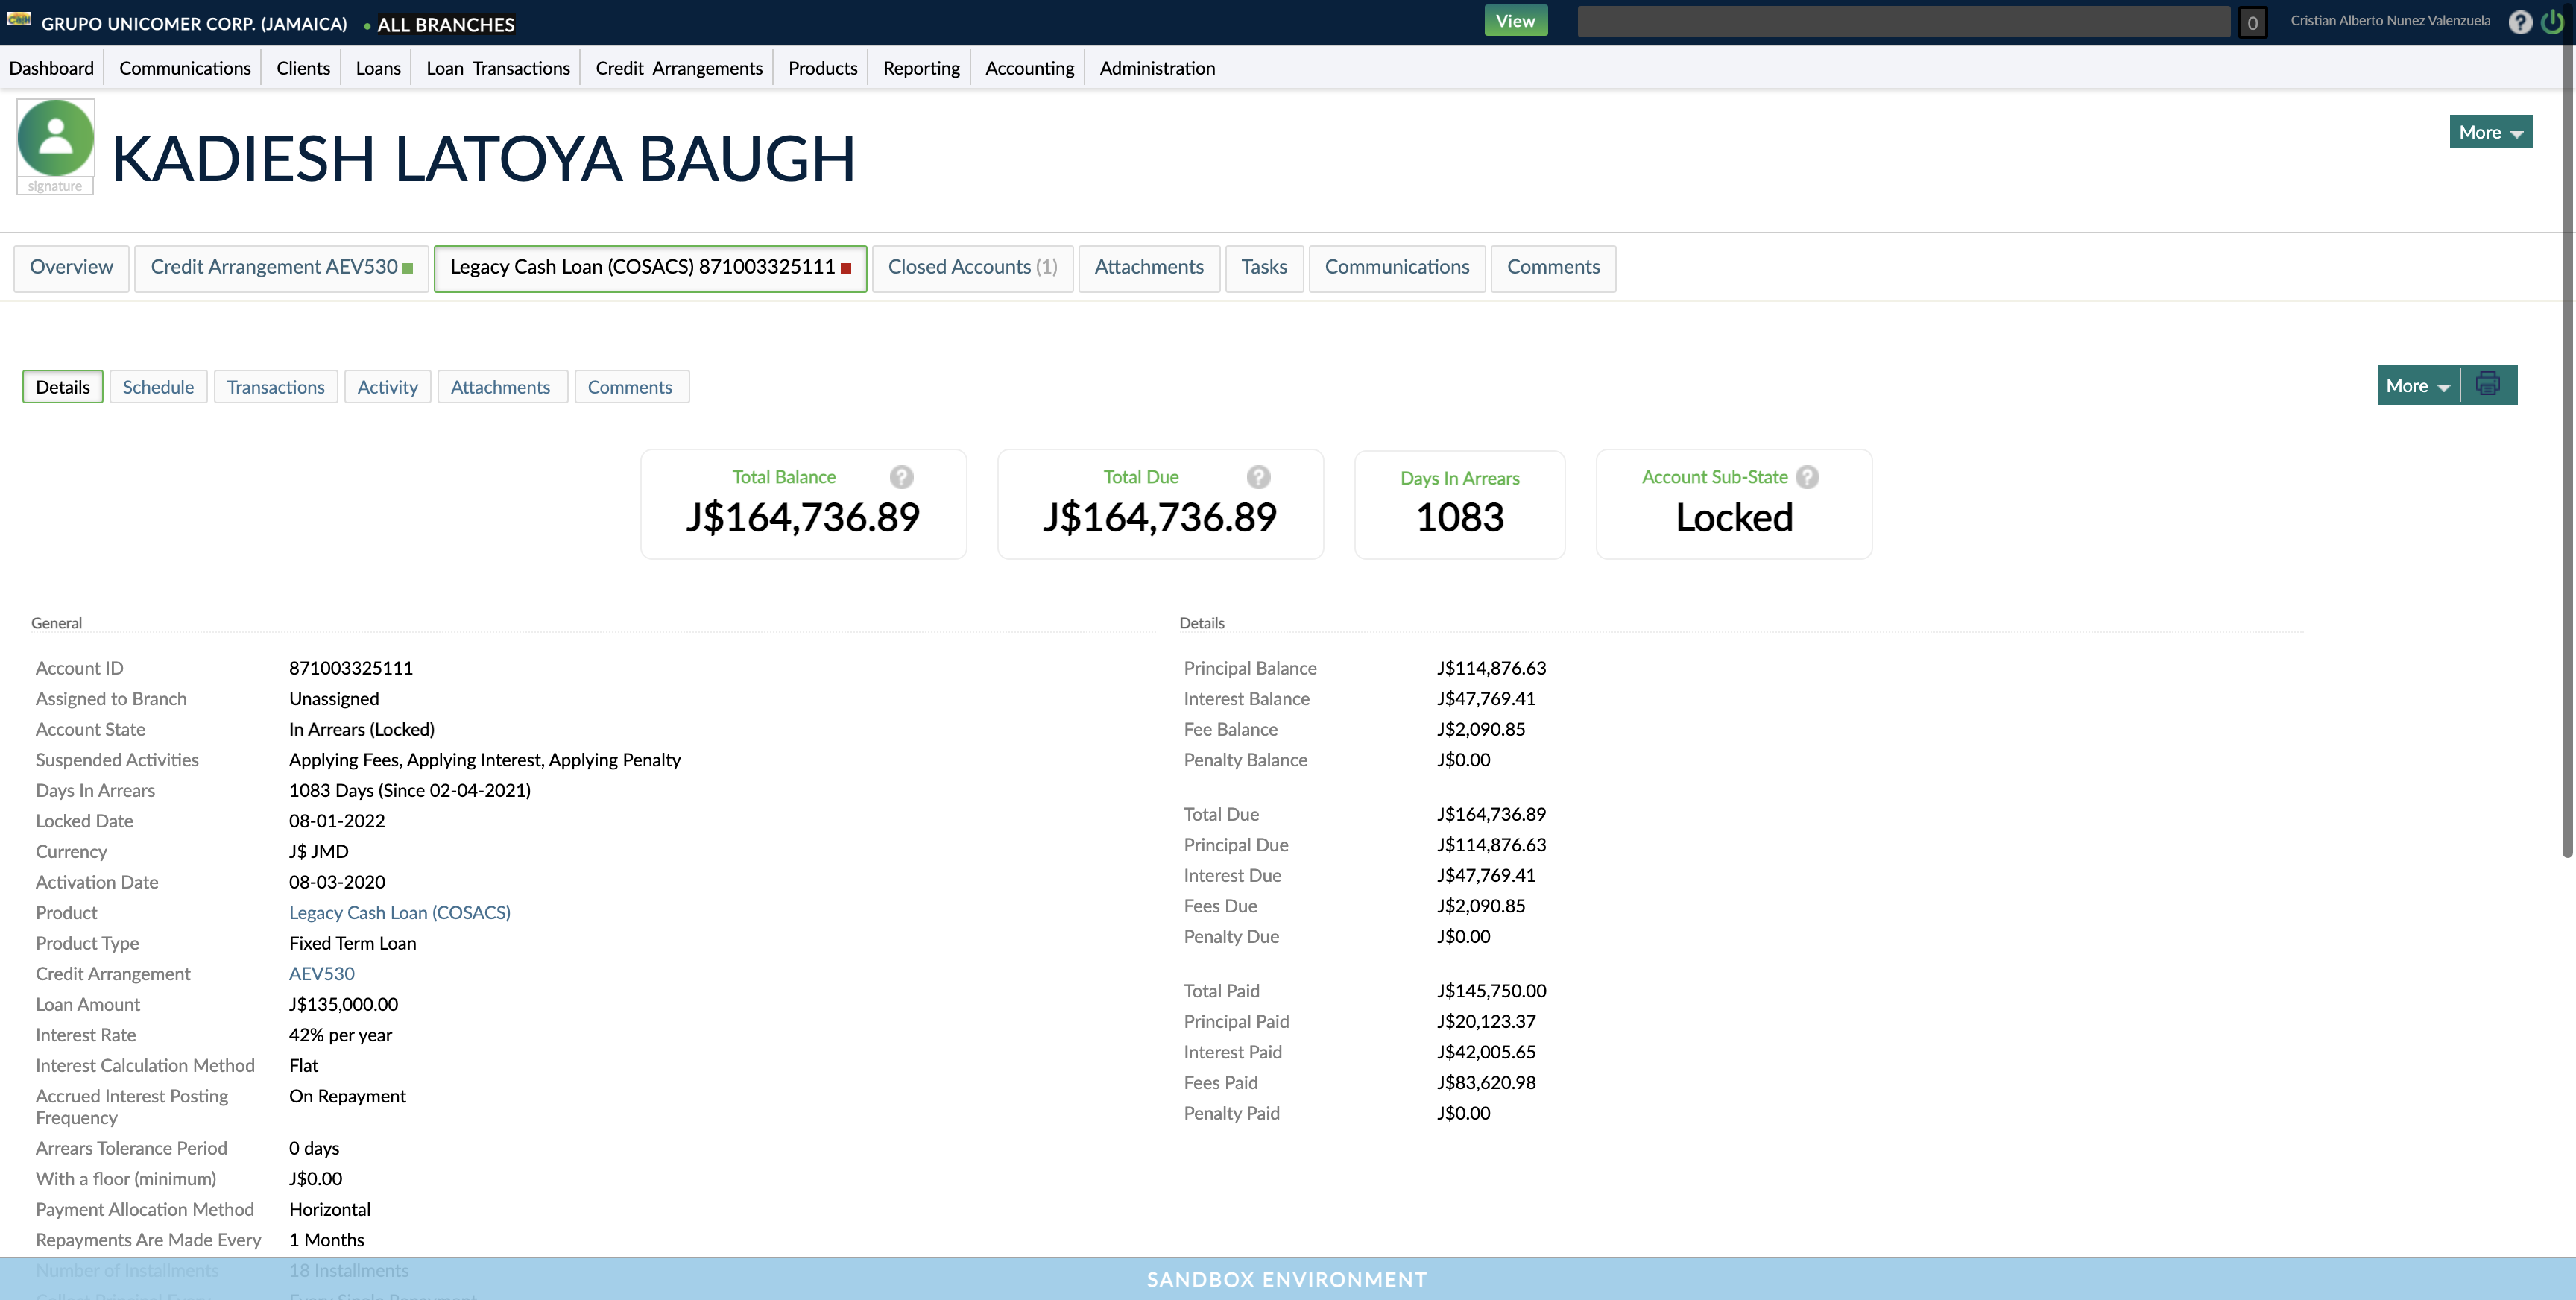 GRUPO UNICOMER CORP. (JAMAICA) • ALL BRANCHES View 0 Cristian Alberto Nunez Valenzuela ?
Dashboard Communications Clients Loans Loan Transactions Credit Arrangements Products Reporting Accounting Administration
signature
KADIESH LATOYA BAUGH
More
Overview Credit Arrangement AEV530 Legacy Cash Loan (COSACS) 871003325111 Closed Accounts (1) Attachments Tasks Communications Comments
Details Schedule Transactions Activity Attachments Comments More
Total Balance ? Total Due ? Days In Arrears Account Sub-State ?
J$164,736.89 J$164,736.89 1083 Locked
General
Account ID 871003325111
Assigned to Branch Unassigned
Account State In Arrears (Locked)
Suspended Activities Applying Fees, Applying Interest, Applying Penalty
Days In Arrears 1083 Days (Since 02-04-2021)
Locked Date 08-01-2022
Currency J$ JMD
Activation Date 08-03-2020
Product Legacy Cash Loan (COSACS)
Product Type Fixed Term Loan
Credit Arrangement AEV530
Loan Amount J$135,000.00
Interest Rate 42% per year
Interest Calculation Method Flat
Accrued Interest Posting On Repayment
Frequency
Arrears Tolerance Period 0 days
With a floor (minimum) J$0.00
Payment Allocation Method Horizontal
Repayments Are Made Every 1 Months
Number of Installments 18 Installments
Details
Principal Balance J$114,876.63
Interest Balance J$47,769.41
Fee Balance J$2,090.85
Penalty Balance J$0.00
Total Due J$164,736.89
Principal Due J$114,876.63
Interest Due J$47,769.41
Fees Due J$2,090.85
Penalty Due J$0.00
Total Paid J$145,750.00
Principal Paid J$20,123.37
Interest Paid J$42,005.65
Fees Paid J$83,620.98
Penalty Paid J$0.00
SANDBOX ENVIRONMENT